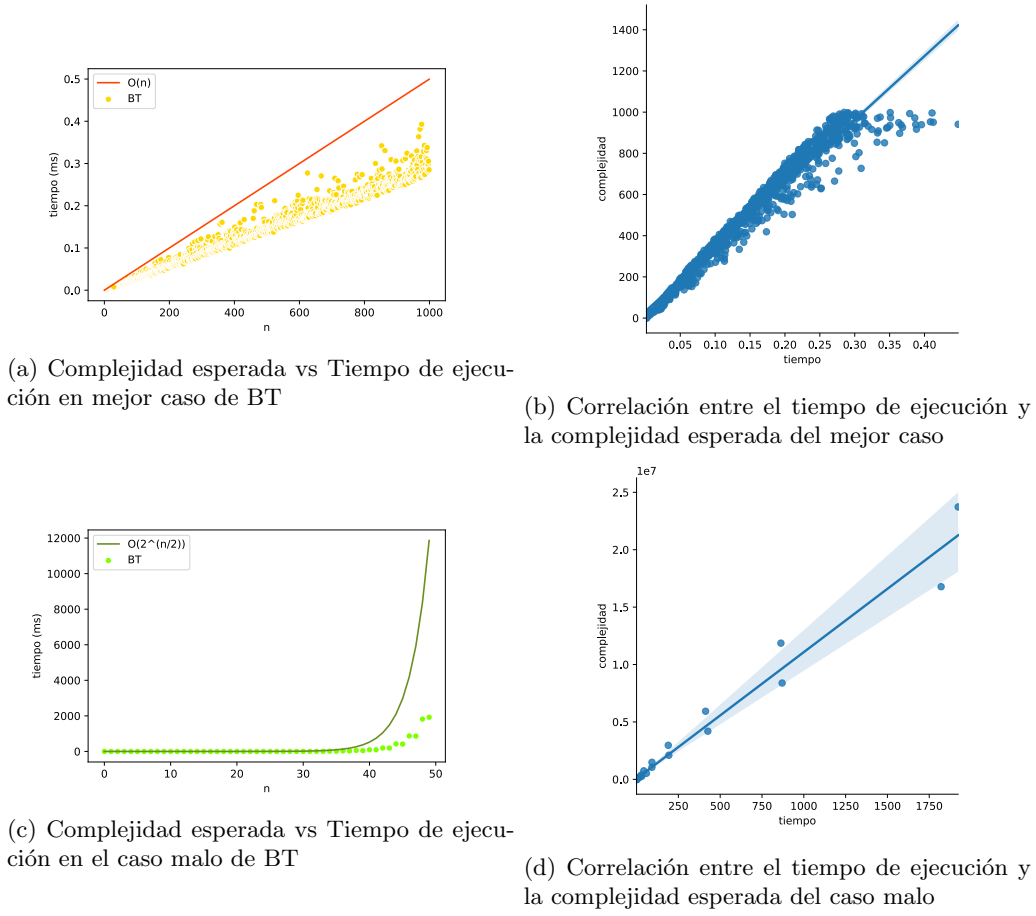 0.5
0.4
0.3
0.2
0.1
0.0
tiempo (ms)
O(n)
BT
0
200
400
600
800
1000
n
(a) Complejidad esperada vs Tiempo de ejecu-
ción en mejor caso de BT
1400
1200
1000
800
600
400
200
0
complejidad
0.05
0.10
0.15
0.20
0.25
0.30
0.35
0.40
tiempo
(b) Correlación entre el tiempo de ejecución y
la complejidad esperada del mejor caso
12000
10000
8000
6000
4000
2000
0
tiempo (ms)
O(2^(n/2))
BT
0
10
20
30
40
50
n
(c) Complejidad esperada vs Tiempo de ejecu-
ción en el caso malo de BT
1e7
2.5
2.0
1.5
1.0
0.5
0.0
complejidad
250
500
750
1000
1250
1500
1750
tiempo
(d) Correlación entre el tiempo de ejecución y
la complejidad esperada del caso malo